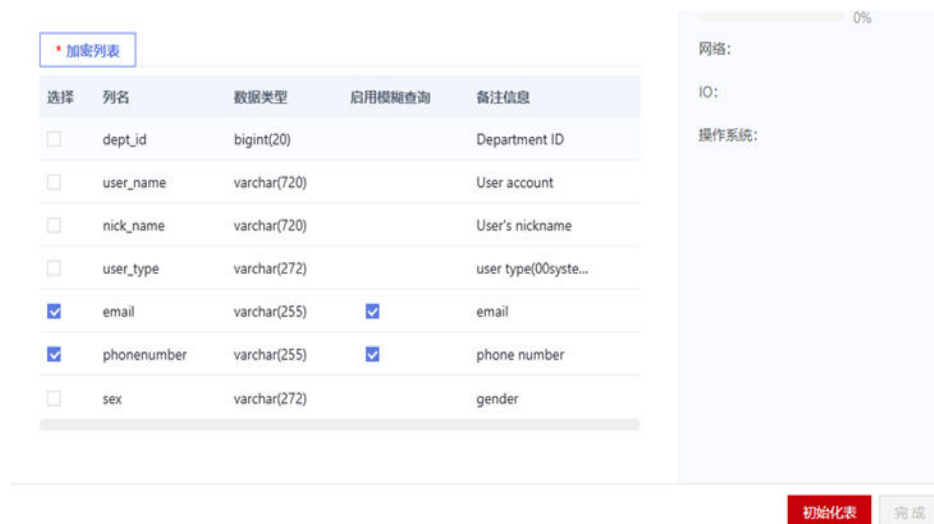 0%
* 加密列表
网络:
选择 列名 数据类型 启用模糊查询 备注信息
IO:
dept_id bigint(20) Department ID
操作系统:
user_name varchar(720) User account
nick_name varchar(720) User's nickname
user_type varchar(272) user type(00syste...
email varchar(255) email
phonenumber varchar(255) phone number
sex varchar(272) gender
初始化表 完成